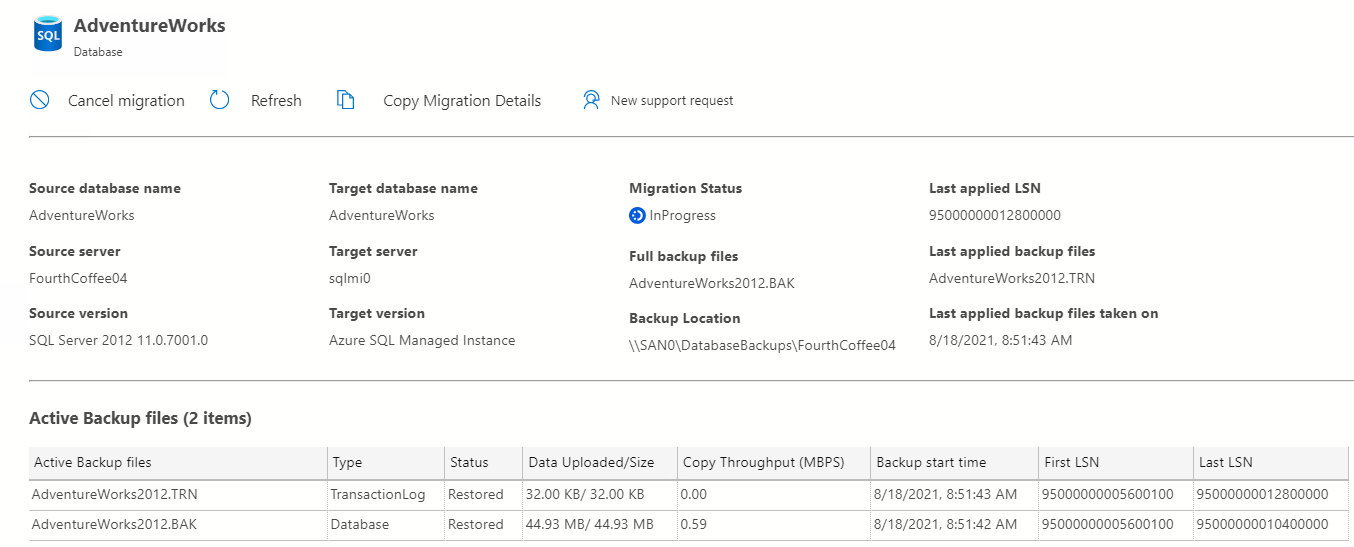 SQL
AdventureWorks
Database
Cancel migration Refresh Copy Migration Details New support request
Source database name Target database name Migration Status Last applied LSN
AdventureWorks AdventureWorks InProgress 95000000012800000
Source server Target server Full backup files Last applied backup files
FourthCoffee04 sqlmi0 AdventureWorks2012.BAK AdventureWorks2012.TRN
Source version Target version Backup Location Last applied backup files taken on
SQL Server 2012 11.0.7001.0 Azure SQL Managed Instance \\SAN0\DatabaseBackups\FourthCoffee04 8/18/2021, 8:51:43 AM
Active Backup files (2 items)
Active Backup files Type Status Data Uploaded/Size Copy Throughput (MBPS) Backup start time First LSN Last LSN
AdventureWorks2012.TRN TransactionLog Restored 32.00 KB/ 32.00 KB 0.00 8/18/2021, 8:51:43 AM 95000000005600100 95000000012800000
AdventureWorks2012.BAK Database Restored 44.93 MB/ 44.93 MB 0.59 8/18/2021, 8:51:42 AM 95000000005600100 95000000010400000